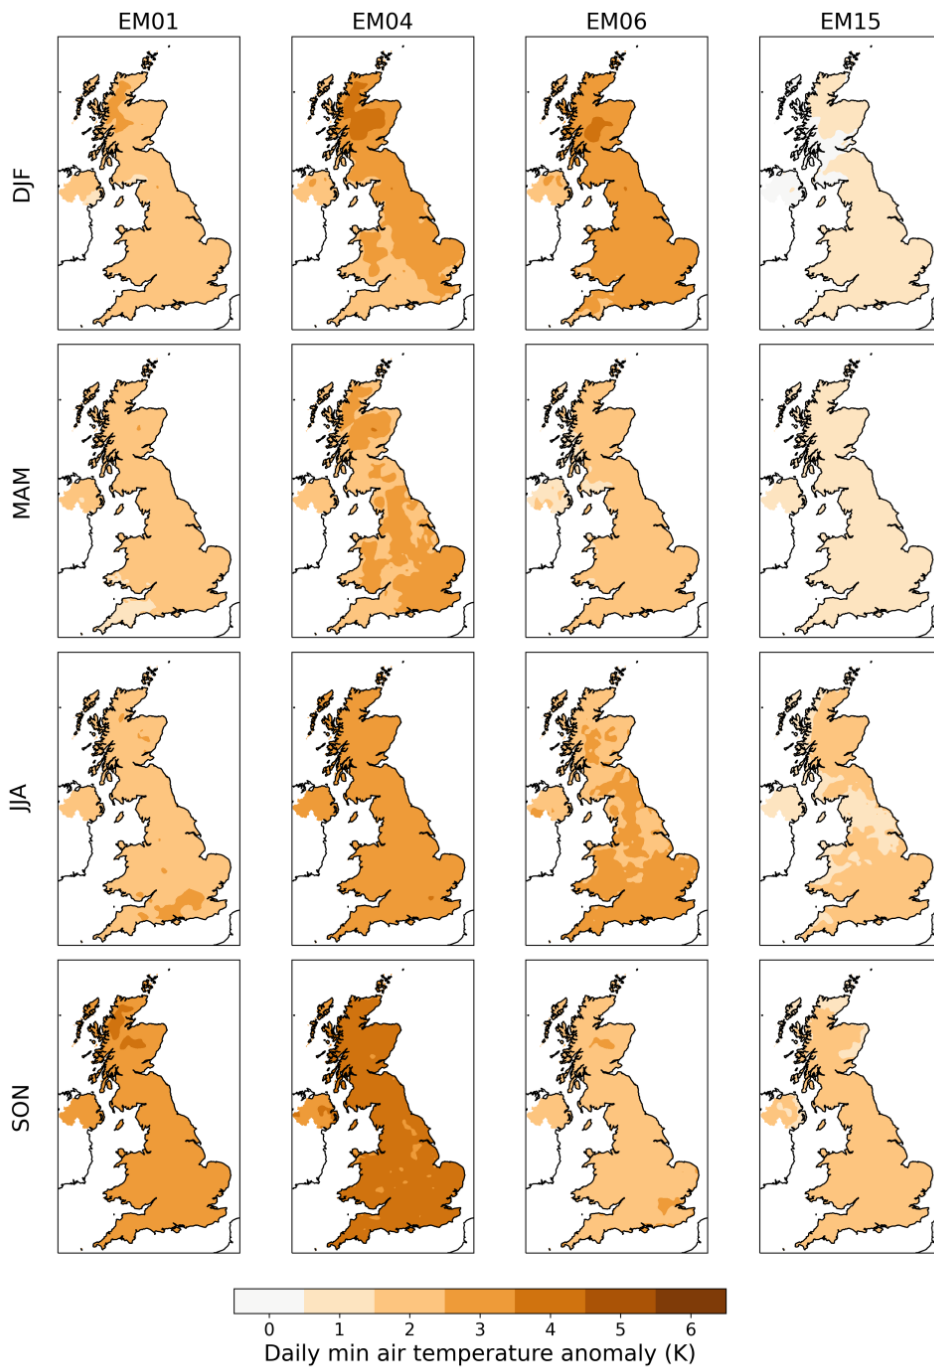 EM01 EM04 EM06 EM15
DJF
MAM
JJA
SON
0 1 2 3 4 5 6
Daily min air temperature anomaly (K)